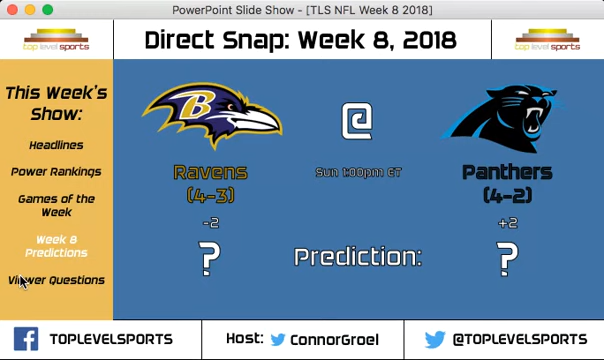 PowerPoint Slide Show - [TLS NFL Week 8 2018]
top level sports
Direct Snap: Week 8, 2018
top level sports
This Week's
Show:
Headlines
Power Rankings
Games of the
Week
Week 8
Predictions
Viewer Questions
B
@
Ravens
(4-3)
Sun 1:00pm CT
Panthers
(4-2)
-2
+2
?
Prediction:
?
TOPLEVELSPORTS
Host: ConnorGroel
@TOPLEVELSPORTS